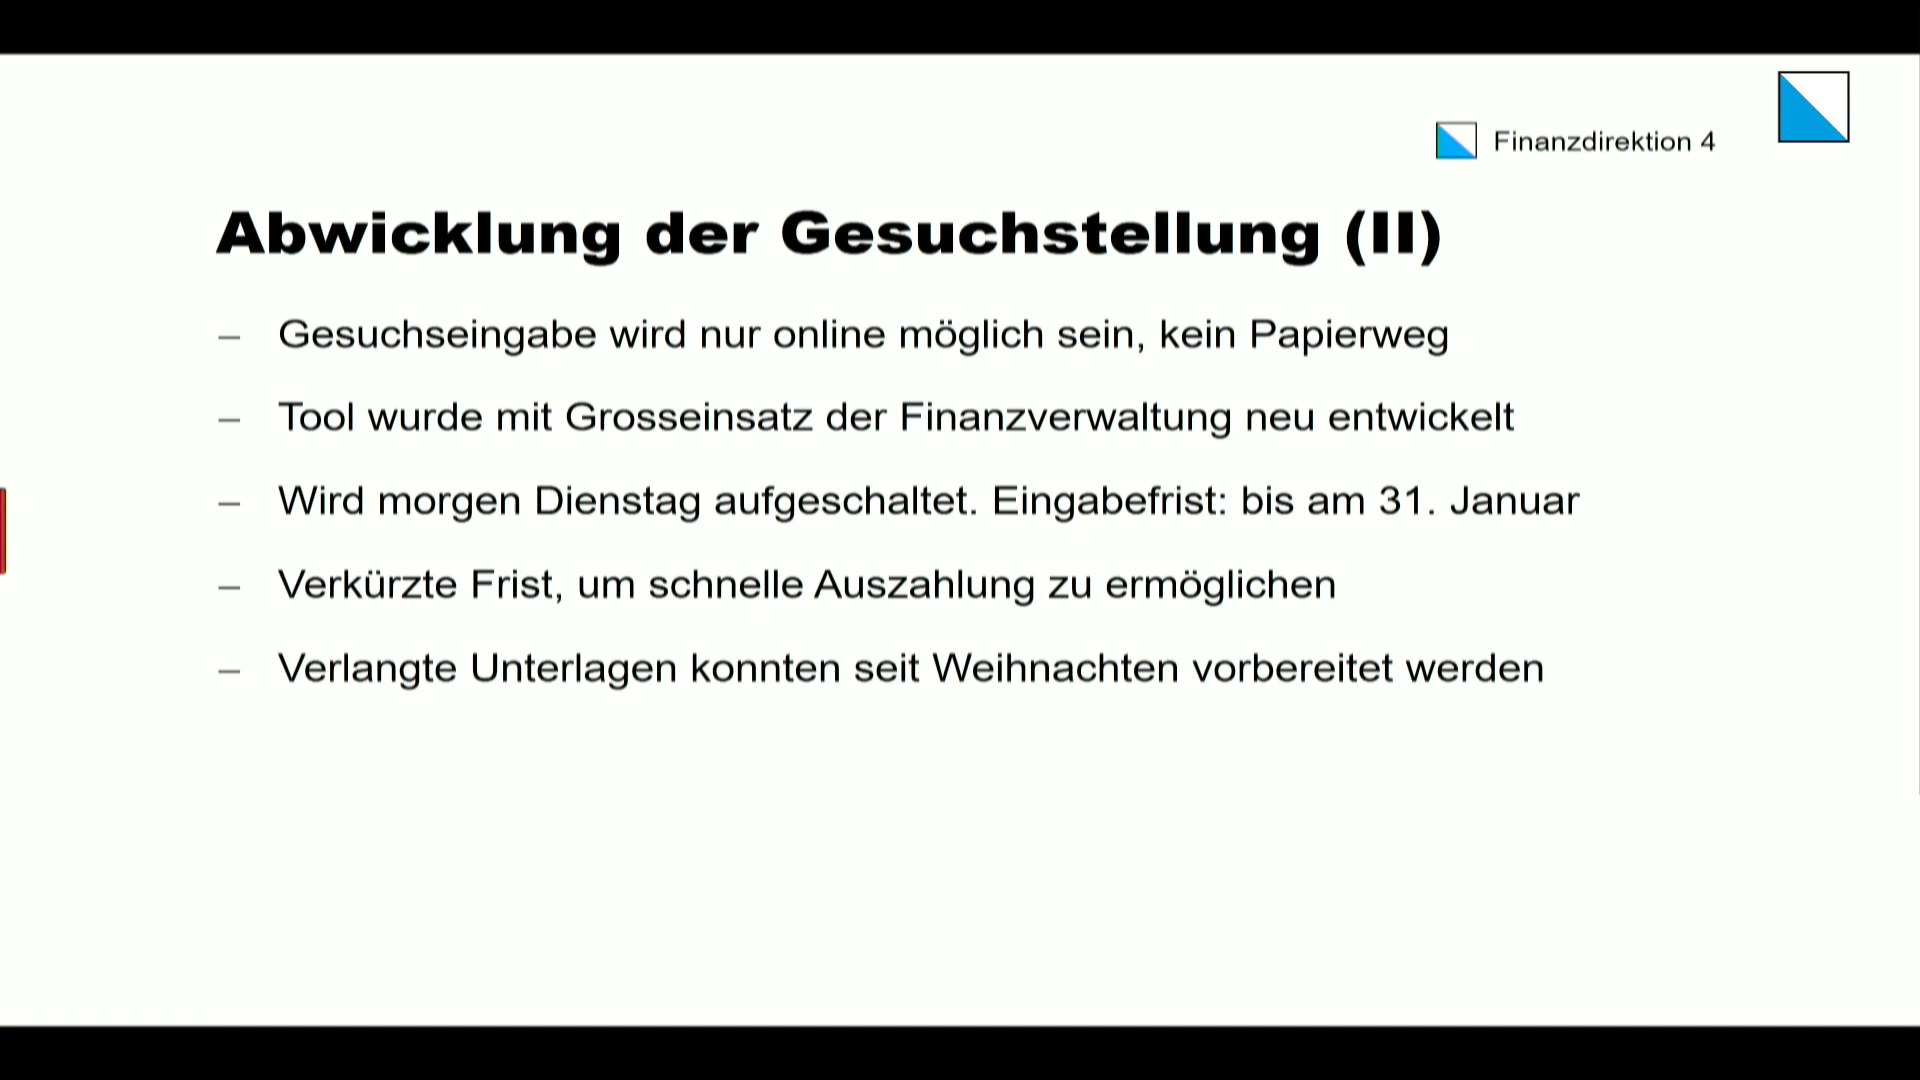 Finanzdirektion 4
Abwicklung der Gesuchstellung (II)
– Gesuchseingabe wird nur online möglich sein, kein Papierweg
– Tool wurde mit Grosseinsatz der Finanzverwaltung neu entwickelt
– Wird morgen Dienstag aufgeschaltet. Eingabefrist: bis am 31. Januar
– Verkürzte Frist, um schnelle Auszahlung zu ermöglichen
– Verlangte Unterlagen konnten seit Weihnachten vorbereitet werden